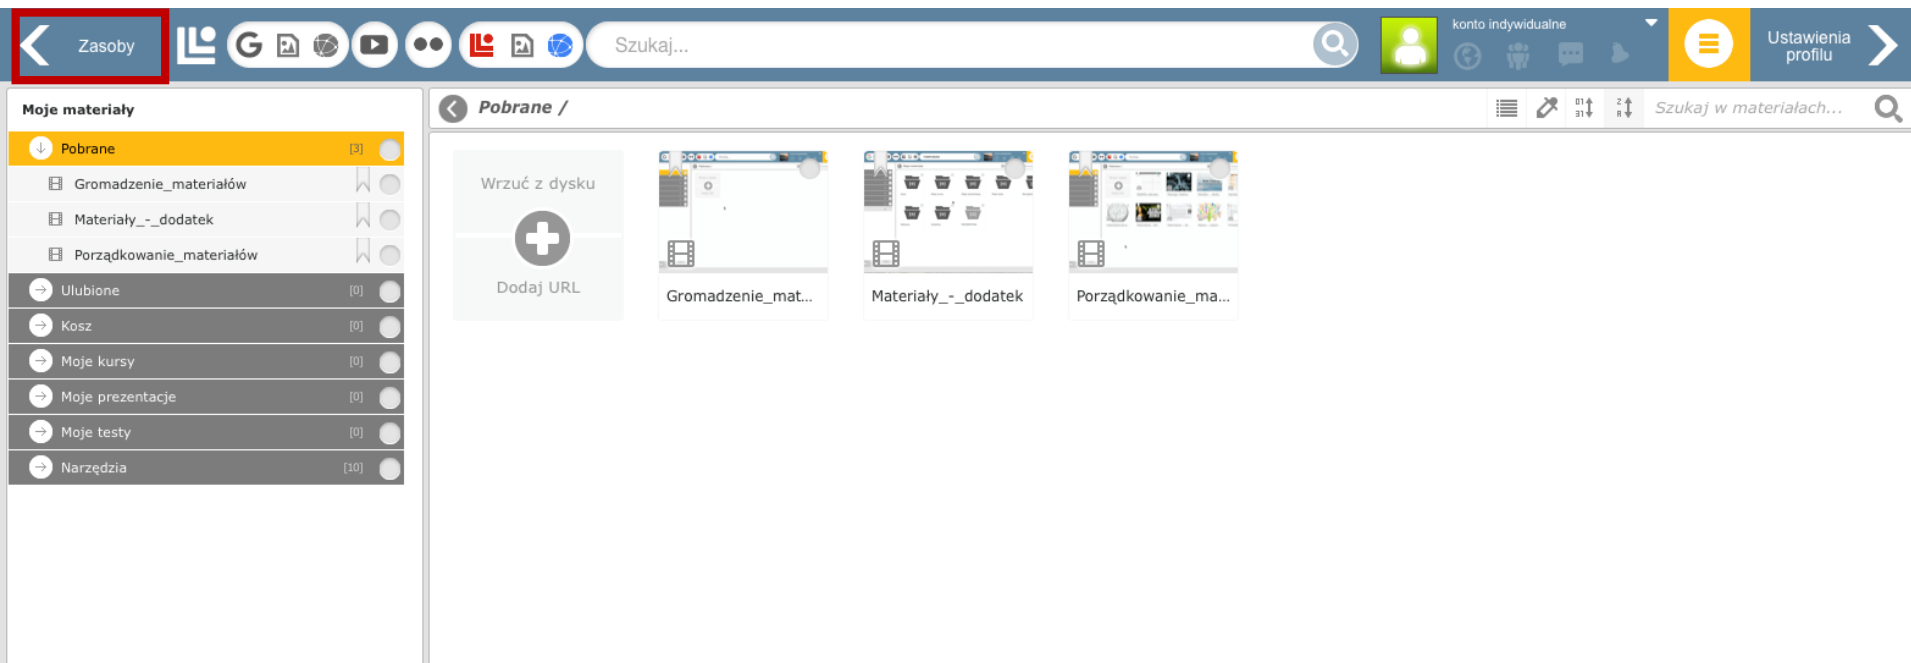 Zasoby
Szukaj...
konto indywidualne
Ustawienia
profilu
Moje materiały
Pobrane [3]
Gromadzenie_materiałów
Materiały_-_dodatek
Porządkowanie_materiałów
Ulubione [0]
Kosz [0]
Moje kursy [0]
Moje prezentacje [0]
Moje testy [0]
Narzędzia [10]
Pobrane /
Szukaj w materiałach...
Wrzuć z dysku
Dodaj URL
Gromadzenie_mat...
Materiały_-_dodatek
Porządkowanie_ma...